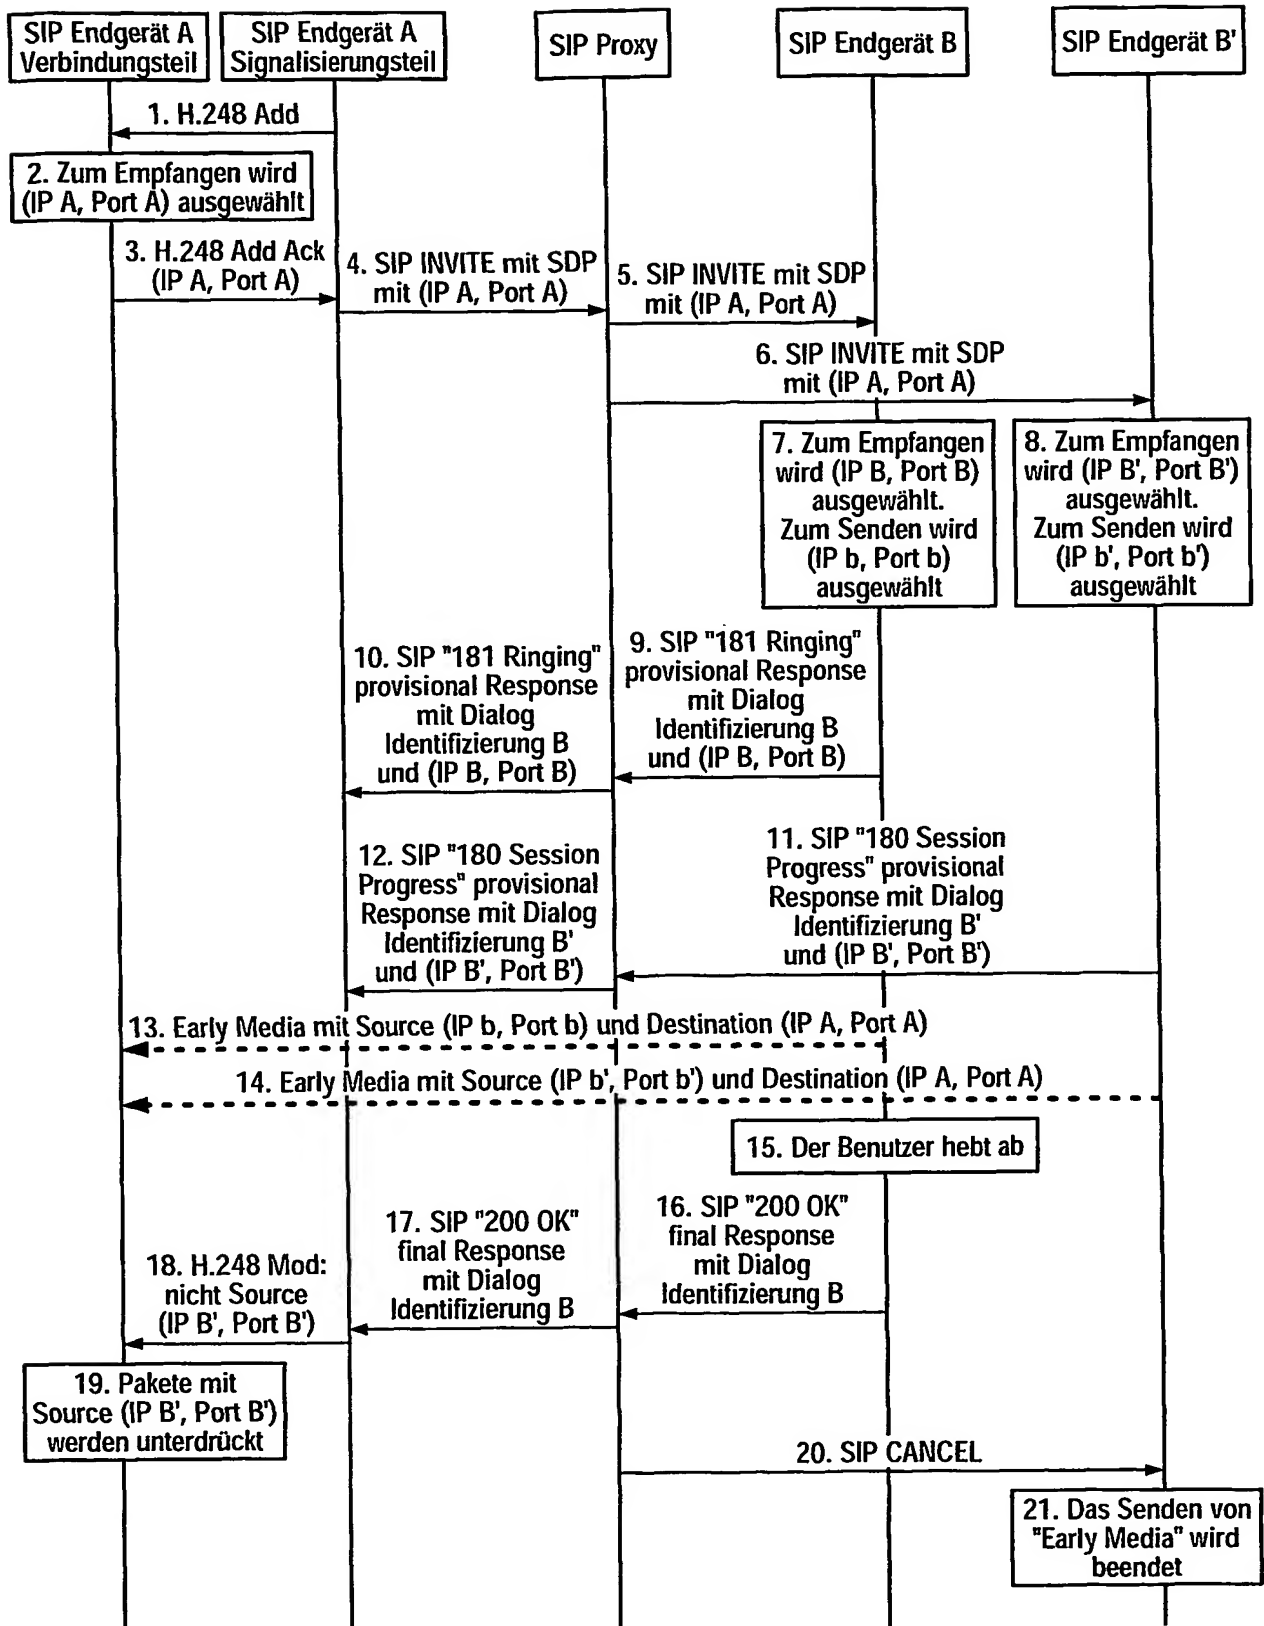 SIP Endgerät A
Verbindungsteil
SIP Endgerät A
Signalisierungsteil
SIP Proxy
SIP Endgerät B
SIP Endgerät B'
1. H.248 Add
2. Zum Empfangen wird
(IP A, Port A) ausgewählt
3. H.248 Add Ack
(IP A, Port A)
4. SIP INVITE mit SDP
mit (IP A, Port A)
5. SIP INVITE mit SDP
mit (IP A, Port A)
6. SIP INVITE mit SDP
mit (IP A, Port A)
7. Zum Empfangen
wird (IP B, Port B)
ausgewählt.
Zum Senden wird
(IP b, Port b)
ausgewählt
8. Zum Empfangen
wird (IP B', Port B')
ausgewählt.
Zum Senden wird
(IP b', Port b')
ausgewählt
9. SIP "181 Ringing"
provisional Response
mit Dialog
Identifizierung B
und (IP B, Port B)
10. SIP "181 Ringing"
provisional Response
mit Dialog
Identifizierung B
und (IP B, Port B)
11. SIP "180 Session
Progress" provisional
Response mit Dialog
Identifizierung B'
und (IP B', Port B')
12. SIP "180 Session
Progress" provisional
Response mit Dialog
Identifizierung B'
und (IP B', Port B')
13. Early Media mit Source (IP b, Port b) und Destination (IP A, Port A)
14. Early Media mit Source (IP b', Port b') und Destination (IP A, Port A)
15. Der Benutzer hebt ab
16. SIP "200 OK"
final Response
mit Dialog
Identifizierung B
17. SIP "200 OK"
final Response
mit Dialog
Identifizierung B
18. H.248 Mod:
nicht Source
(IP B', Port B')
19. Pakete mit
Source (IP B', Port B')
werden unterdrückt
20. SIP CANCEL
21. Das Senden von
"Early Media" wird
beendet